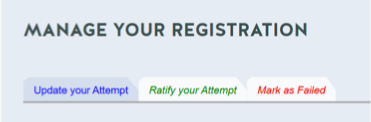 MANAGE YOUR REGISTRATION
Update your Attempt Ratify your Attempt Mark as Failed